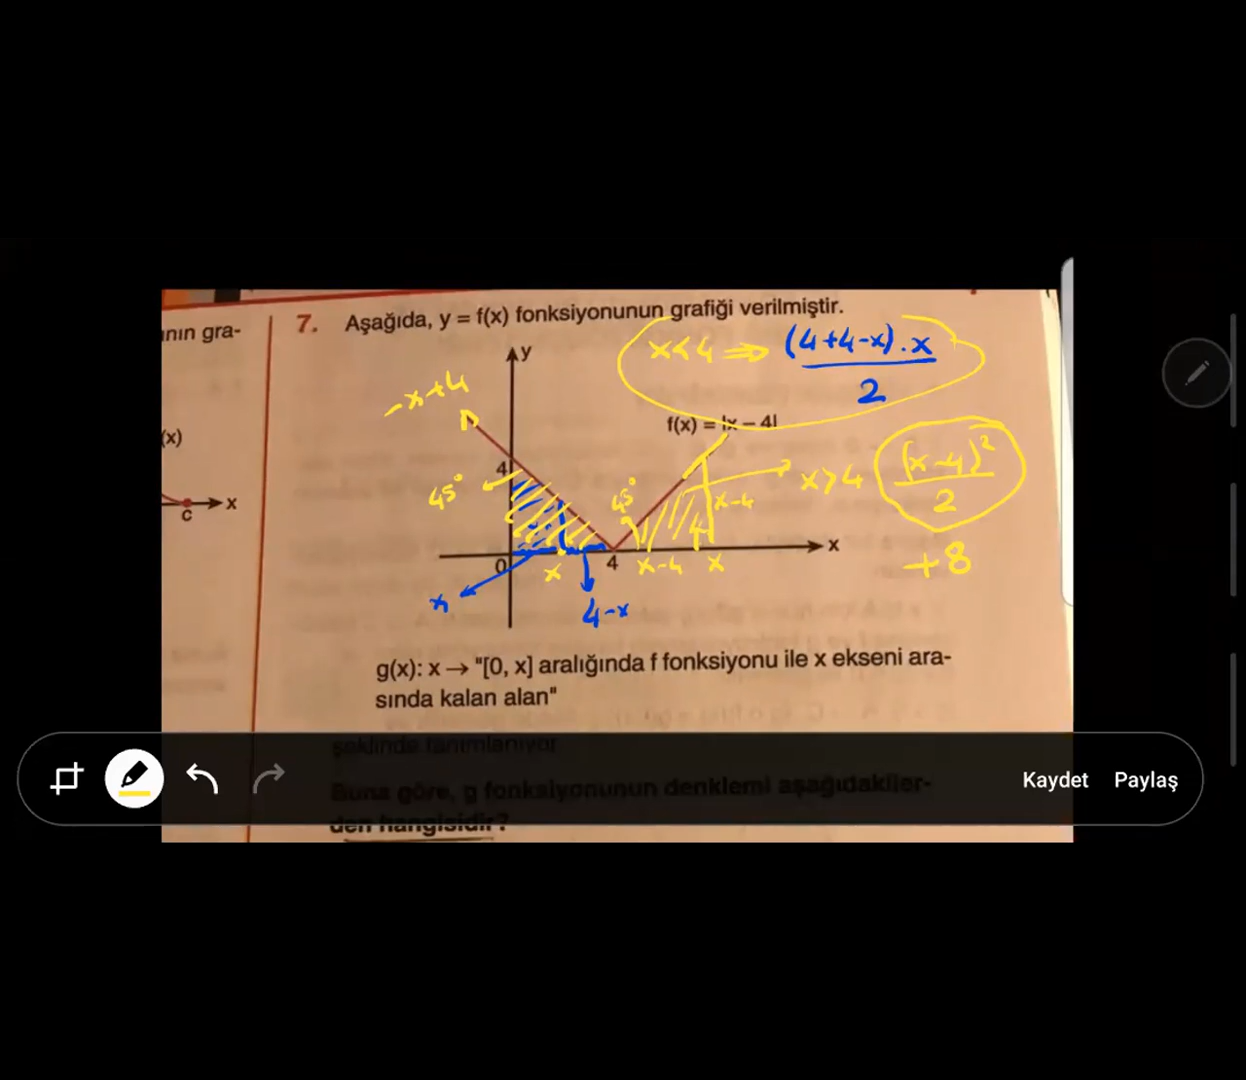 ının gra-
(x)
c
x
7. Aşağıda, y = f(x) fonksiyonunun grafiği verilmiştir.
x<4 ⇒ (4+4-x).x
2
y
-x+4
f(x) = |x – 4|
4
45°
45°
x-4
x>4
(x-4)²
2
+8
0
x
4
x-4
x
x
x
4-x
g(x): x → "[0, x] aralığında f fonksiyonu ile x ekseni ara-
sında kalan alan"
şeklinde tanımlanıyor.
Buna göre, g fonksiyonunun denklemi aşağıdakiler-
den hangisidir?
Kaydet Paylaş